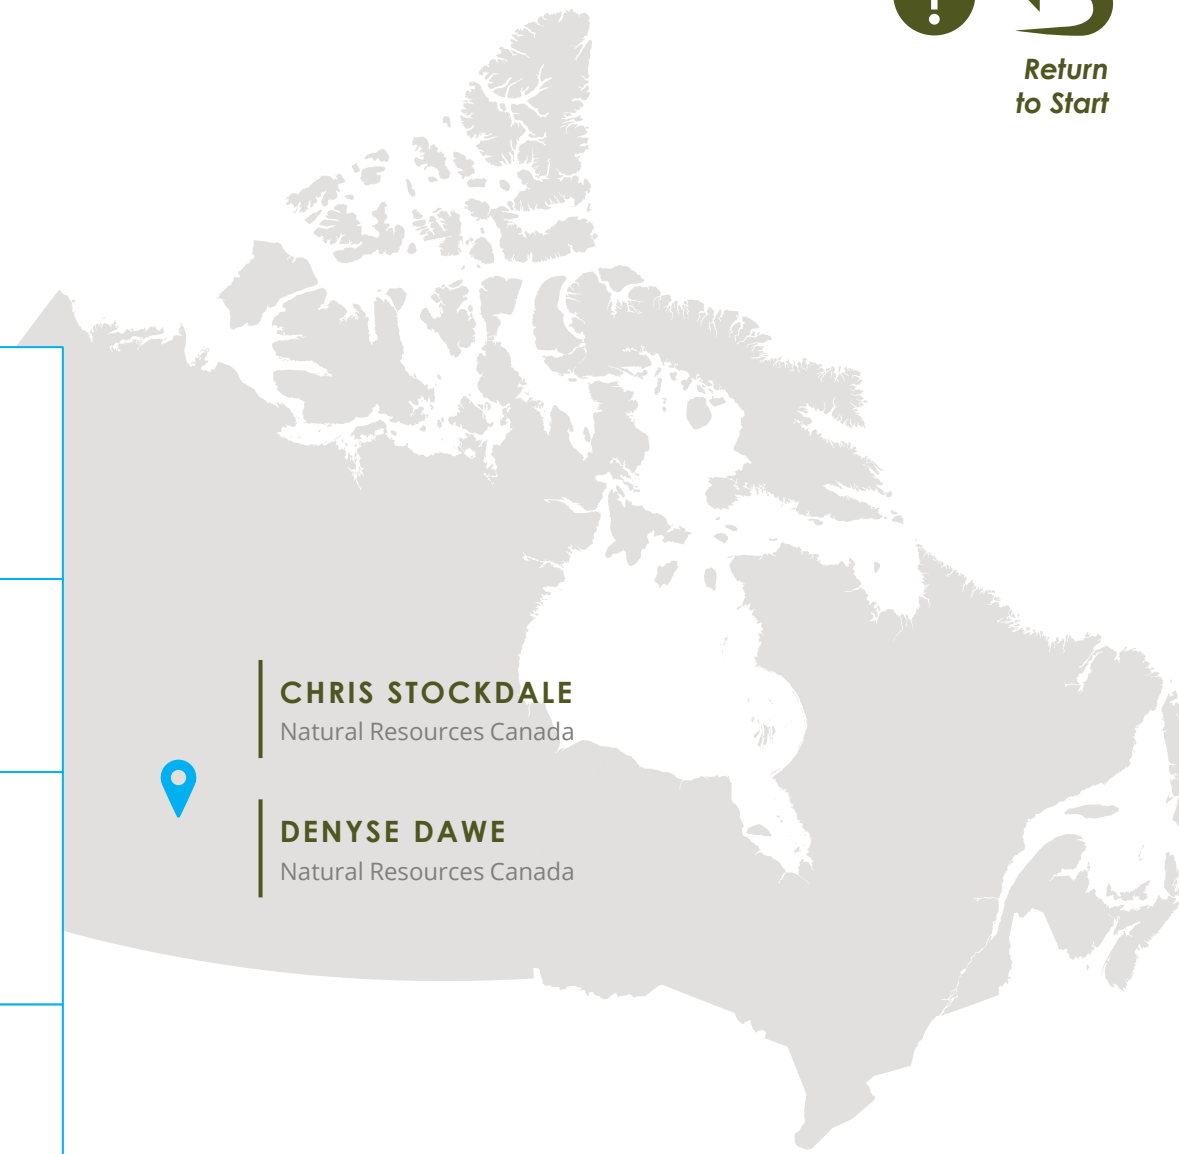 Return
to Start
CHRIS STOCKDALE
Natural Resources Canada
DENYSE DAWE
Natural Resources Canada